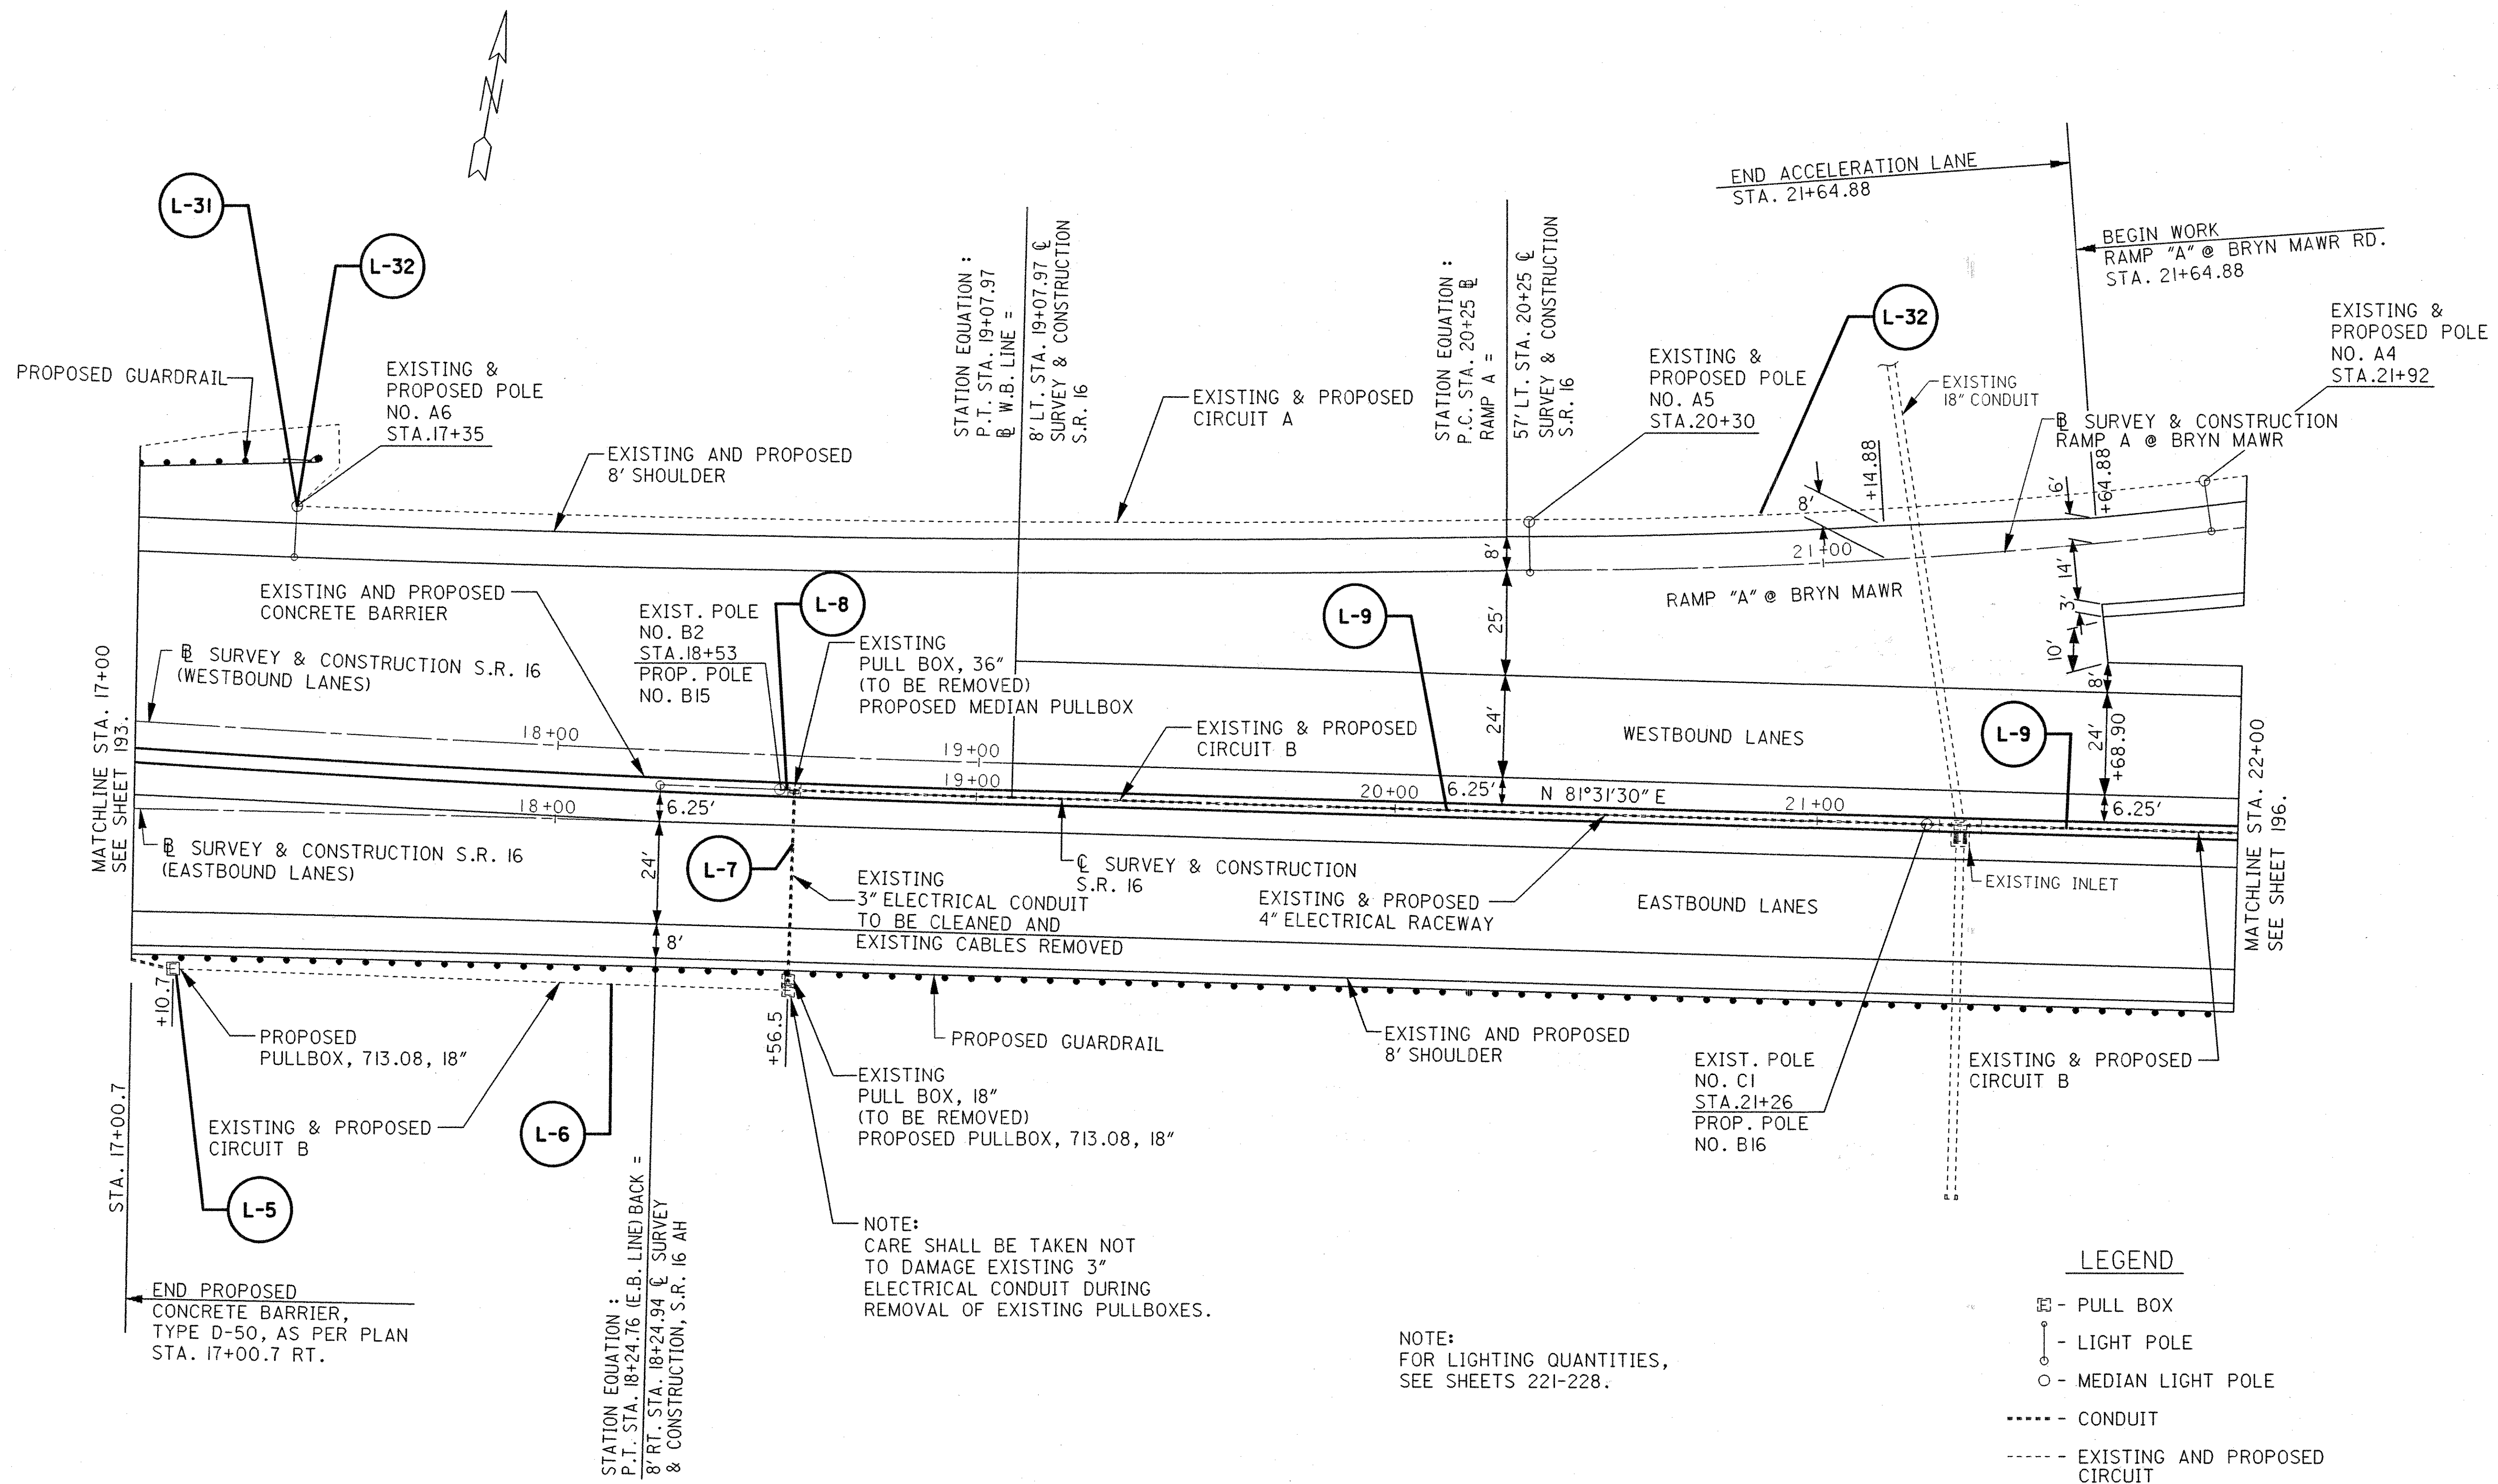 N
L-31
L-32
PROPOSED GUARDRAIL
EXISTING &
PROPOSED POLE
NO. A6
STA.17+35
EXISTING AND PROPOSED
8' SHOULDER
STATION EQUATION :
P.T. STA. 19+07.97
℄ W.B. LINE =
8' LT. STA. 19+07.97 ℄
SURVEY & CONSTRUCTION
S.R. 16
EXISTING & PROPOSED
CIRCUIT A
STATION EQUATION :
P.C. STA. 20+25 ℄
RAMP A =
57' LT. STA. 20+25 ℄
SURVEY & CONSTRUCTION
S.R. 16
EXISTING &
PROPOSED POLE
NO. A5
STA.20+30
END ACCELERATION LANE
STA. 21+64.88
L-32
BEGIN WORK
RAMP "A" @ BRYN MAWR RD.
STA. 21+64.88
EXISTING &
PROPOSED POLE
NO. A4
STA.21+92
EXISTING
18" CONDUIT
℄ SURVEY & CONSTRUCTION
RAMP A @ BRYN MAWR
8'
+14.88
6'
+64.88
8'
21+00
14'
3'
10'
8'
25'
RAMP "A" @ BRYN MAWR
EXISTING AND PROPOSED
CONCRETE BARRIER
EXIST. POLE
NO. B2
STA.18+53
PROP. POLE
NO. B15
L-8
EXISTING
PULL BOX, 36"
(TO BE REMOVED)
PROPOSED MEDIAN PULLBOX
L-9
MATCHLINE STA. 17+00
SEE SHEET 193.
℄ SURVEY & CONSTRUCTION S.R. 16
(WESTBOUND LANES)
18+00
19+00
EXISTING & PROPOSED
CIRCUIT B
24'
WESTBOUND LANES
L-9
24'
+68.90
MATCHLINE STA. 22+00
SEE SHEET 196.
18+00
6.25'
19+00
20+00
6.25'
N 81°31'30" E
21+00
6.25'
℄ SURVEY & CONSTRUCTION S.R. 16
(EASTBOUND LANES)
24'
L-7
EXISTING
3" ELECTRICAL CONDUIT
TO BE CLEANED AND
EXISTING CABLES REMOVED
℄ SURVEY & CONSTRUCTION
S.R. 16
EXISTING & PROPOSED
4" ELECTRICAL RACEWAY
EASTBOUND LANES
EXISTING INLET
8'
+10.7
PROPOSED
PULLBOX, 713.08, 18"
+56.5
PROPOSED GUARDRAIL
EXISTING AND PROPOSED
8' SHOULDER
EXISTING
PULL BOX, 18"
(TO BE REMOVED)
PROPOSED PULLBOX, 713.08, 18"
EXIST. POLE
NO. C1
STA.21+26
PROP. POLE
NO. B16
EXISTING & PROPOSED
CIRCUIT B
STA. 17+00.7
EXISTING & PROPOSED
CIRCUIT B
L-6
L-5
STATION EQUATION :
P.T. STA. 18+24.76 (E.B. LINE) BACK =
8' RT. STA. 18+24.94 ℄ SURVEY
& CONSTRUCTION, S.R. 16 AH
NOTE:
CARE SHALL BE TAKEN NOT
TO DAMAGE EXISTING 3"
ELECTRICAL CONDUIT DURING
REMOVAL OF EXISTING PULLBOXES.
END PROPOSED
CONCRETE BARRIER,
TYPE D-50, AS PER PLAN
STA. 17+00.7 RT.
NOTE:
FOR LIGHTING QUANTITIES,
SEE SHEETS 221-228.
LEGEND
- PULL BOX
- LIGHT POLE
- MEDIAN LIGHT POLE
- CONDUIT
- EXISTING AND PROPOSED
CIRCUIT